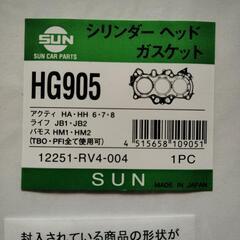 SUN
SUN CAR PARTS
シリンダー ヘッド
ガスケット
HG905
アクティ HA・HH 6・7・8
ライフ JB1・JB2
バモス HM1・HM2
(TBO・PFI全て使用可)
4 515658 109051
12251-RV4-004
1PC
SUN
MADE IN JAPAN
封入されている商品の形状が